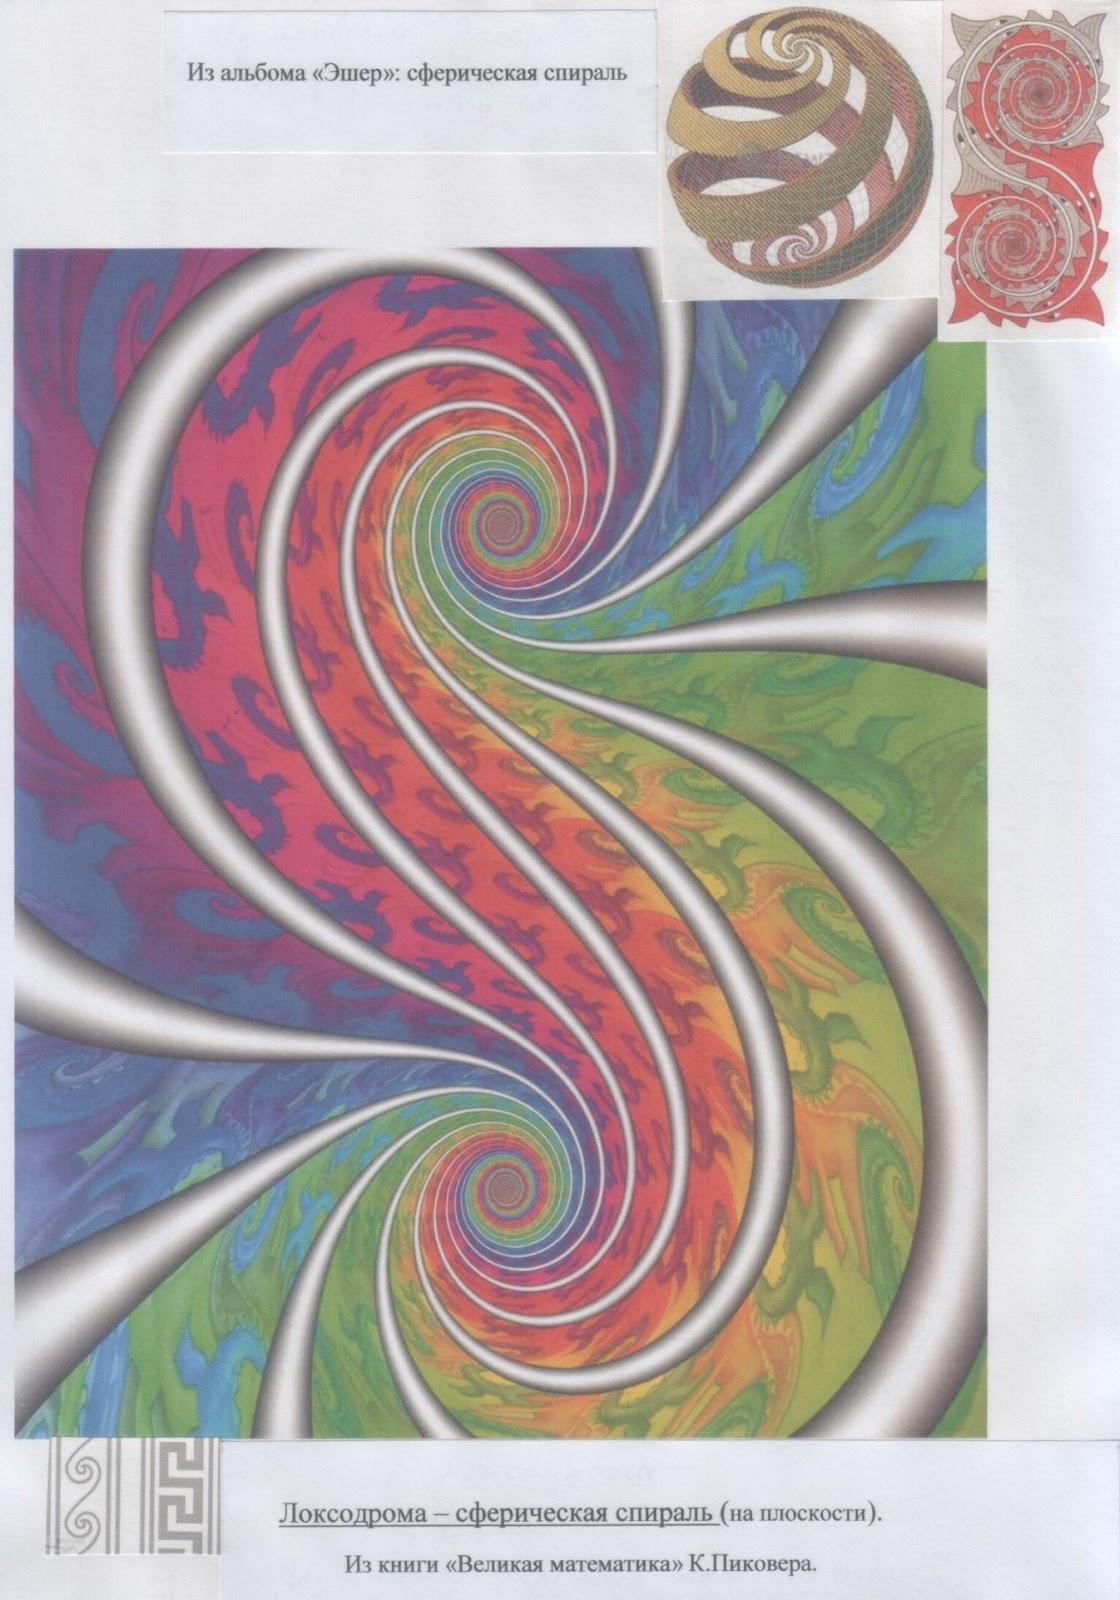 Из альбома «Эшер»: сферическая спираль
Локсодрома – сферическая спираль (на плоскости).
Из книги «Великая математика» К.Пиковера.